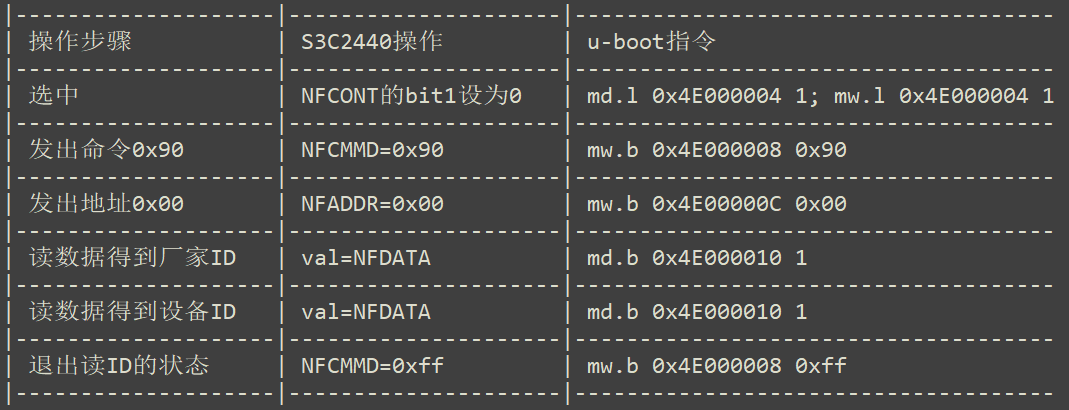 |--------------------|---------------------|-------------------------------------
| 操作步骤 | S3C2440操作 | u-boot指令
|--------------------|---------------------|-------------------------------------
| 选中 | NFCONT的bit1设为0 | md.l 0x4E000004 1; mw.l 0x4E000004 1
|--------------------|---------------------|-------------------------------------
| 发出命令0x90 | NFCMMD=0x90 | mw.b 0x4E000008 0x90
|--------------------|---------------------|-------------------------------------
| 发出地址0x00 | NFADDR=0x00 | mw.b 0x4E00000C 0x00
|--------------------|---------------------|-------------------------------------
| 读数据得到厂家ID | val=NFDATA | md.b 0x4E000010 1
|--------------------|---------------------|-------------------------------------
| 读数据得到设备ID | val=NFDATA | md.b 0x4E000010 1
|--------------------|---------------------|-------------------------------------
| 退出读ID的状态 | NFCMMD=0xff | mw.b 0x4E000008 0xff
|--------------------|---------------------|-------------------------------------